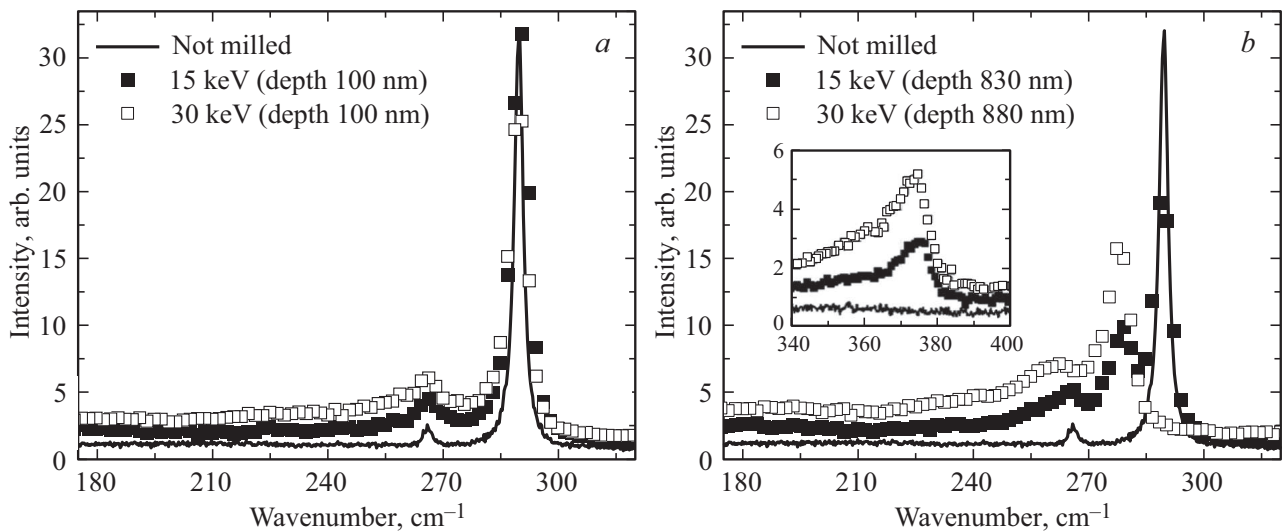 Not milled
15 keV (depth 100 nm)
30 keV (depth 100 nm)
a
Intensity, arb. units
30
25
20
15
10
5
0
180
210
240
270
300
Wavenumber, cm–1
Not milled
15 keV (depth 830 nm)
30 keV (depth 880 nm)
b
Intensity, arb. units
30
25
20
15
10
5
0
6
4
2
0
340
360
380
400
180
210
240
270
300
Wavenumber, cm–1